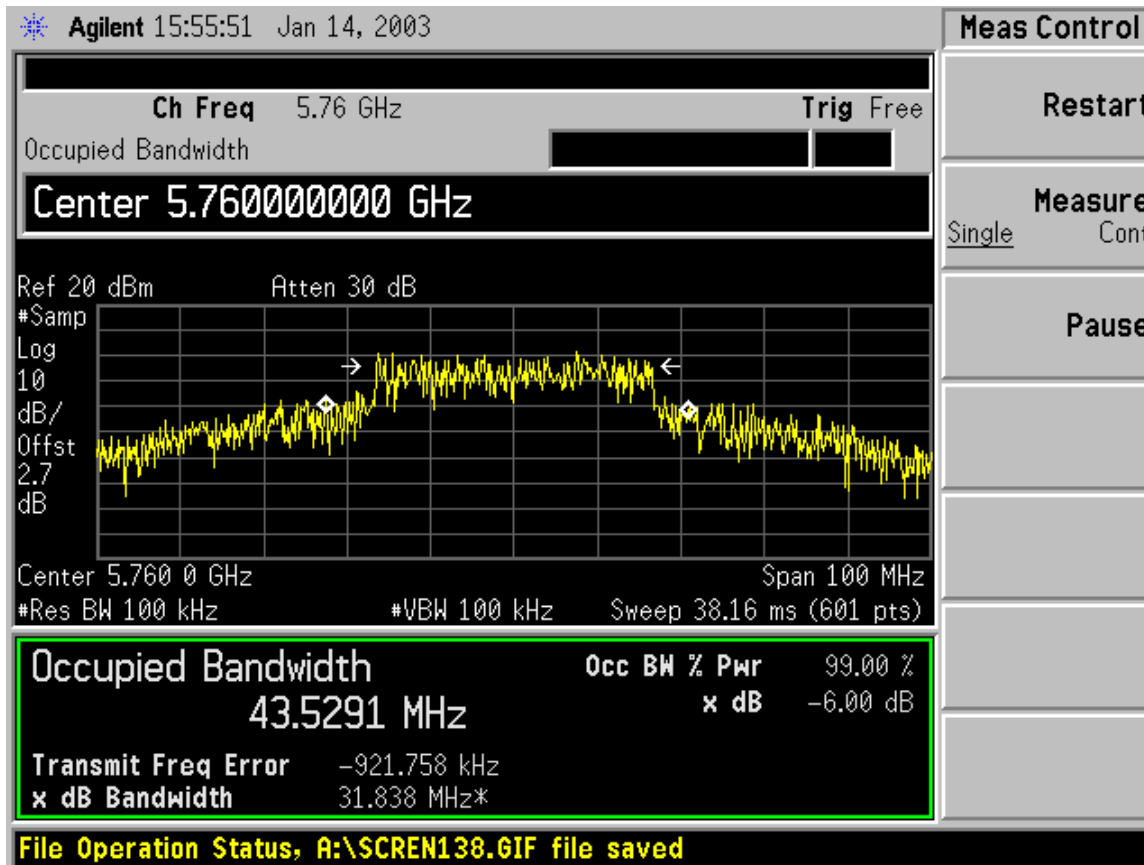 Agilent 15:55:51 Jan 14, 2003
Meas Control
Ch Freq 5.76 GHz
Trig Free
Occupied Bandwidth
Center 5.760000000 GHz
Restart
Measure
Single Cont
Pause
Ref 20 dBm
Atten 30 dB
#Samp
Log
10
dB/
Offst
2.7
dB
Center 5.760 0 GHz
Span 100 MHz
#Res BW 100 kHz
#VBW 100 kHz
Sweep 38.16 ms (601 pts)
Occupied Bandwidth
43.5291 MHz
Occ BW % Pwr 99.00 %
x dB -6.00 dB
Transmit Freq Error -921.758 kHz
x dB Bandwidth 31.838 MHz*
File Operation Status, A:\SCREN138.GIF file saved